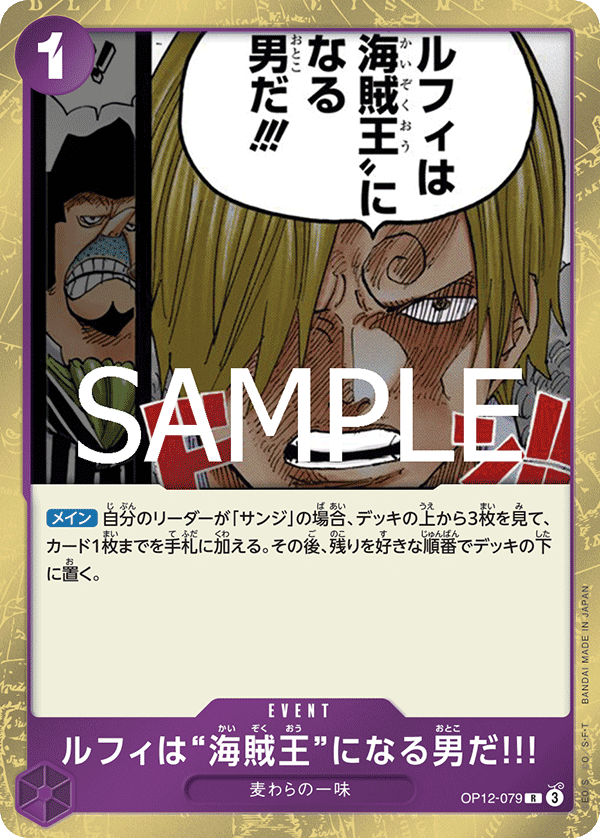 1
ルフィは
海賊王〟に
なる
男だ!!!
SAMPLE
メイン 自分のリーダーが「サンジ」の場合、デッキの上から3枚を見て、
カード1枚までを手札に加える。その後、残りを好きな順番でデッキの下
に置く。
EVENT
ルフィは“海賊王”になる男だ!!!
麦わらの一味
OP12-079 R 3
BANDAI MADE IN JAPAN